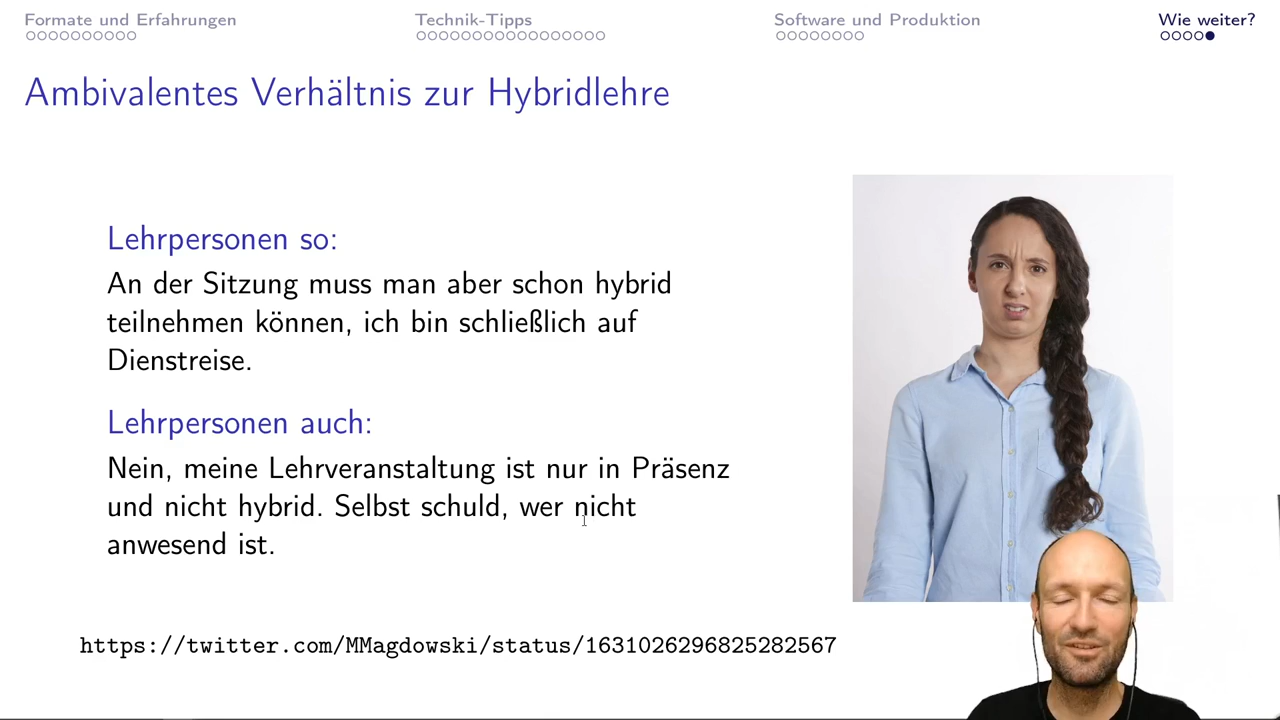 Formate und Erfahrungen
Technik-Tipps
Software und Produktion
Wie weiter?
Ambivalentes Verhältnis zur Hybridlehre
Lehrpersonen so:
An der Sitzung muss man aber schon hybrid
teilnehmen können, ich bin schließlich auf
Dienstreise.
Lehrpersonen auch:
Nein, meine Lehrveranstaltung ist nur in Präsenz
und nicht hybrid. Selbst schuld, wer nicht
anwesend ist.
https://twitter.com/MMagdowski/status/1631026296825282567